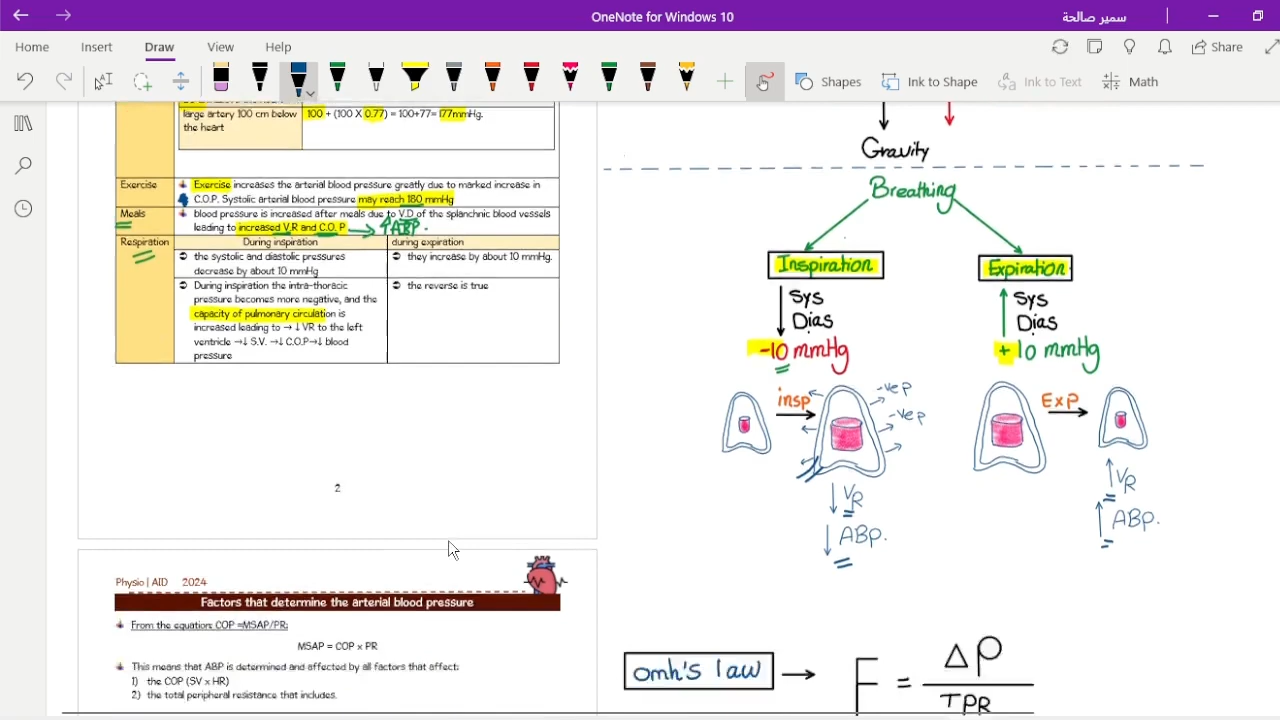 OneNote for Windows 10
سمير صالحة
Home Insert Draw View Help
Share
Shapes Ink to Shape Ink to Text Math
large artery 100 cm below the heart
100 + (100 X 0.77) = 100+77= 177mmHg.
Exercise
Exercise increases the arterial blood pressure greatly due to marked increase in
C.O.P. Systolic arterial blood pressure may reach 180 mmHg
Meals
blood pressure is increased after meals due to V.D of the splanchnic blood vessels
leading to increased V.R and C.O. P → ↑ABP.
Respiration
During inspiration
during expiration
the systolic and diastolic pressures
decrease by about 10 mmHg
they increase by about 10 mmHg.
During inspiration the intra-thoracic
pressure becomes more negative, and the
capacity of pulmonary circulation is
increased leading to → ↓ VR to the left
ventricle →↓ S.V. →↓ C.O.P→↓ blood
pressure
the reverse is true
2
Physio | AID 2024
Factors that determine the arterial blood pressure
From the equation: COP =MSAP/PR:
MSAP = COP x PR
This means that ABP is determined and affected by all factors that affect:
1) the COP (SV x HR)
2) the total peripheral resistance that includes.
Gravity
Breathing
Inspiration
Sys
Dias
-10 mmHg
Expiration
Sys
Dias
+10 mmHg
insp
-ve p
-ve p
↓ VR
↓ ABP.
Exp
↑ VR
↑ ABP.
omh's law → F = ΔP
TPR